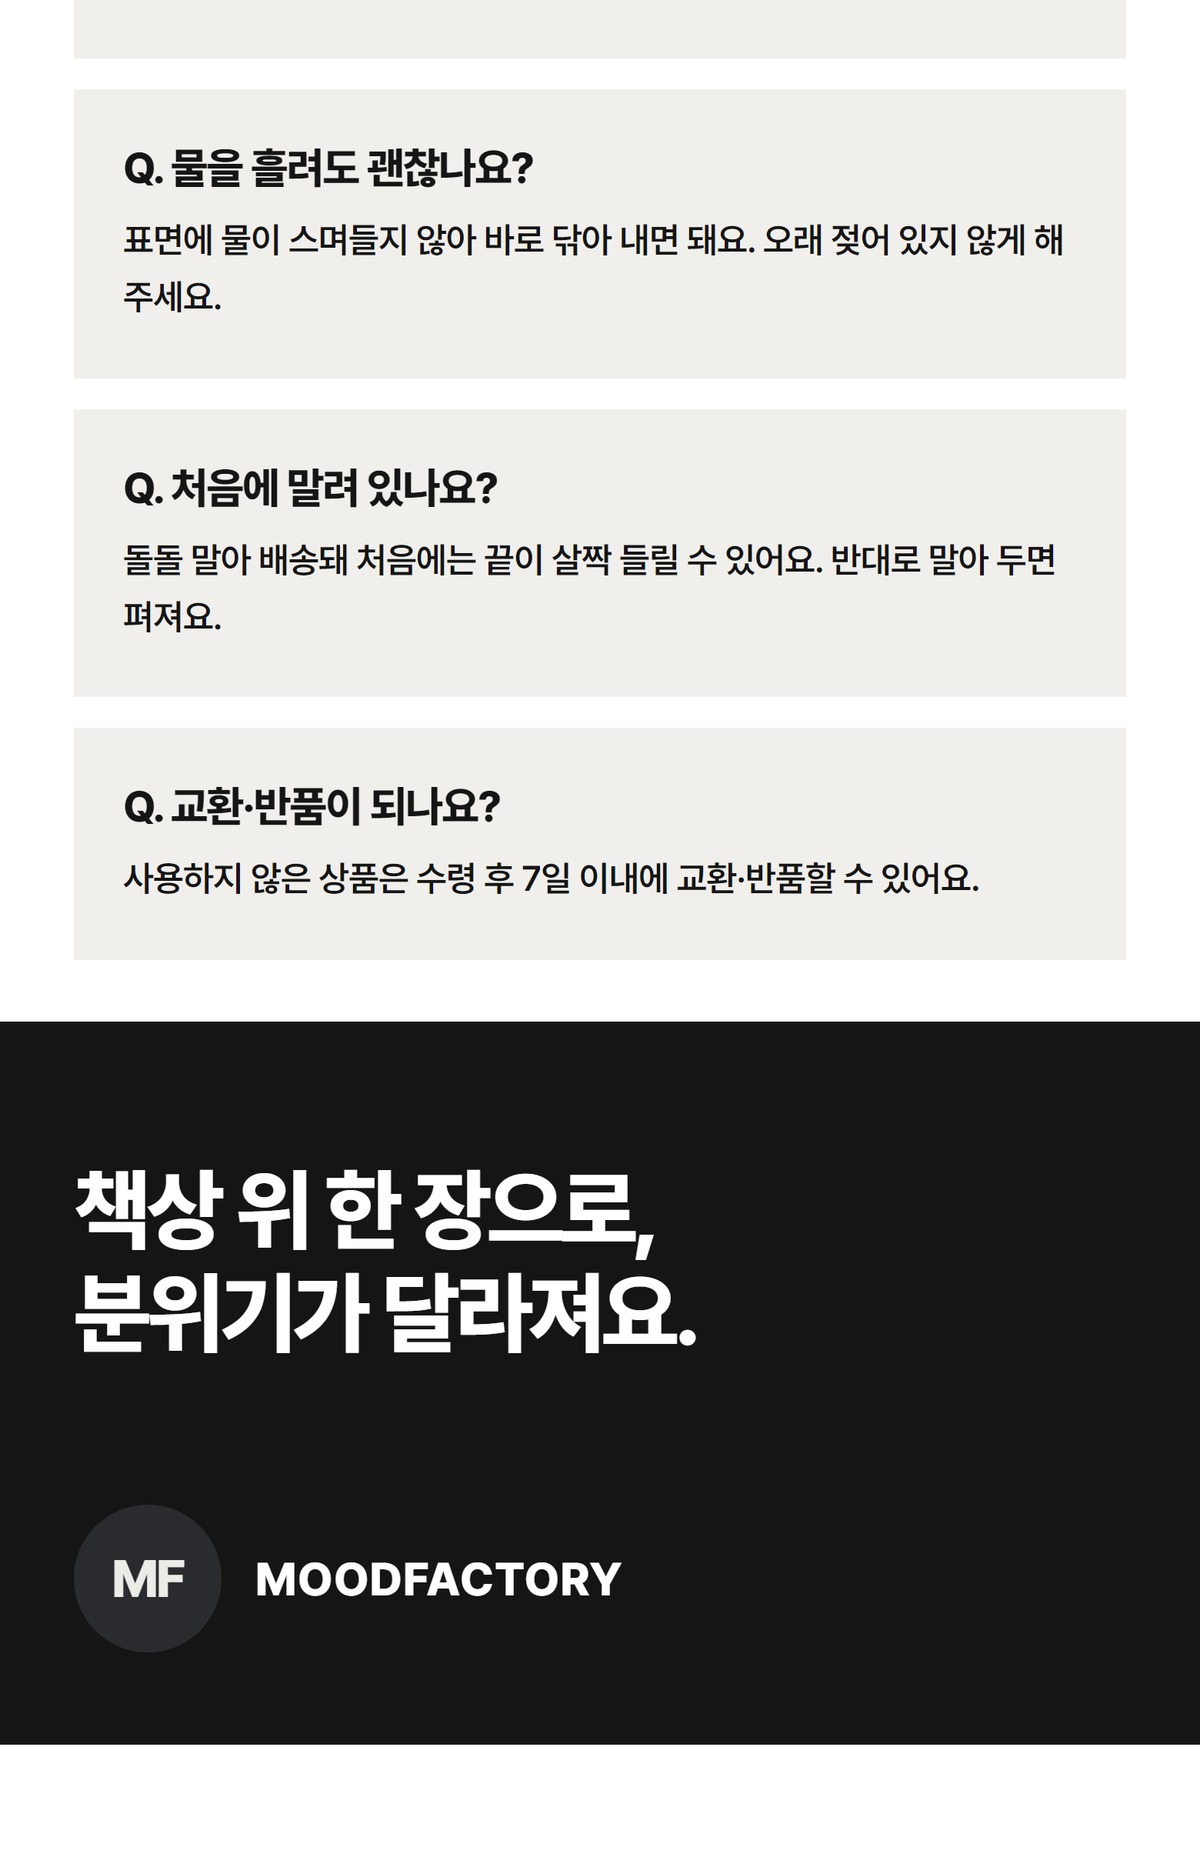 Q. 물을 흘려도 괜찮나요?
표면에 물이 스며들지 않아 바로 닦아 내면 돼요. 오래 젖어 있지 않게 해
주세요.
Q. 처음에 말려 있나요?
돌돌 말아 배송돼 처음에는 끝이 살짝 들릴 수 있어요. 반대로 말아 두면
펴져요.
Q. 교환·반품이 되나요?
사용하지 않은 상품은 수령 후 7일 이내에 교환·반품할 수 있어요.
책상 위 한 장으로,
분위기가 달라져요.
MF MOODFACTORY